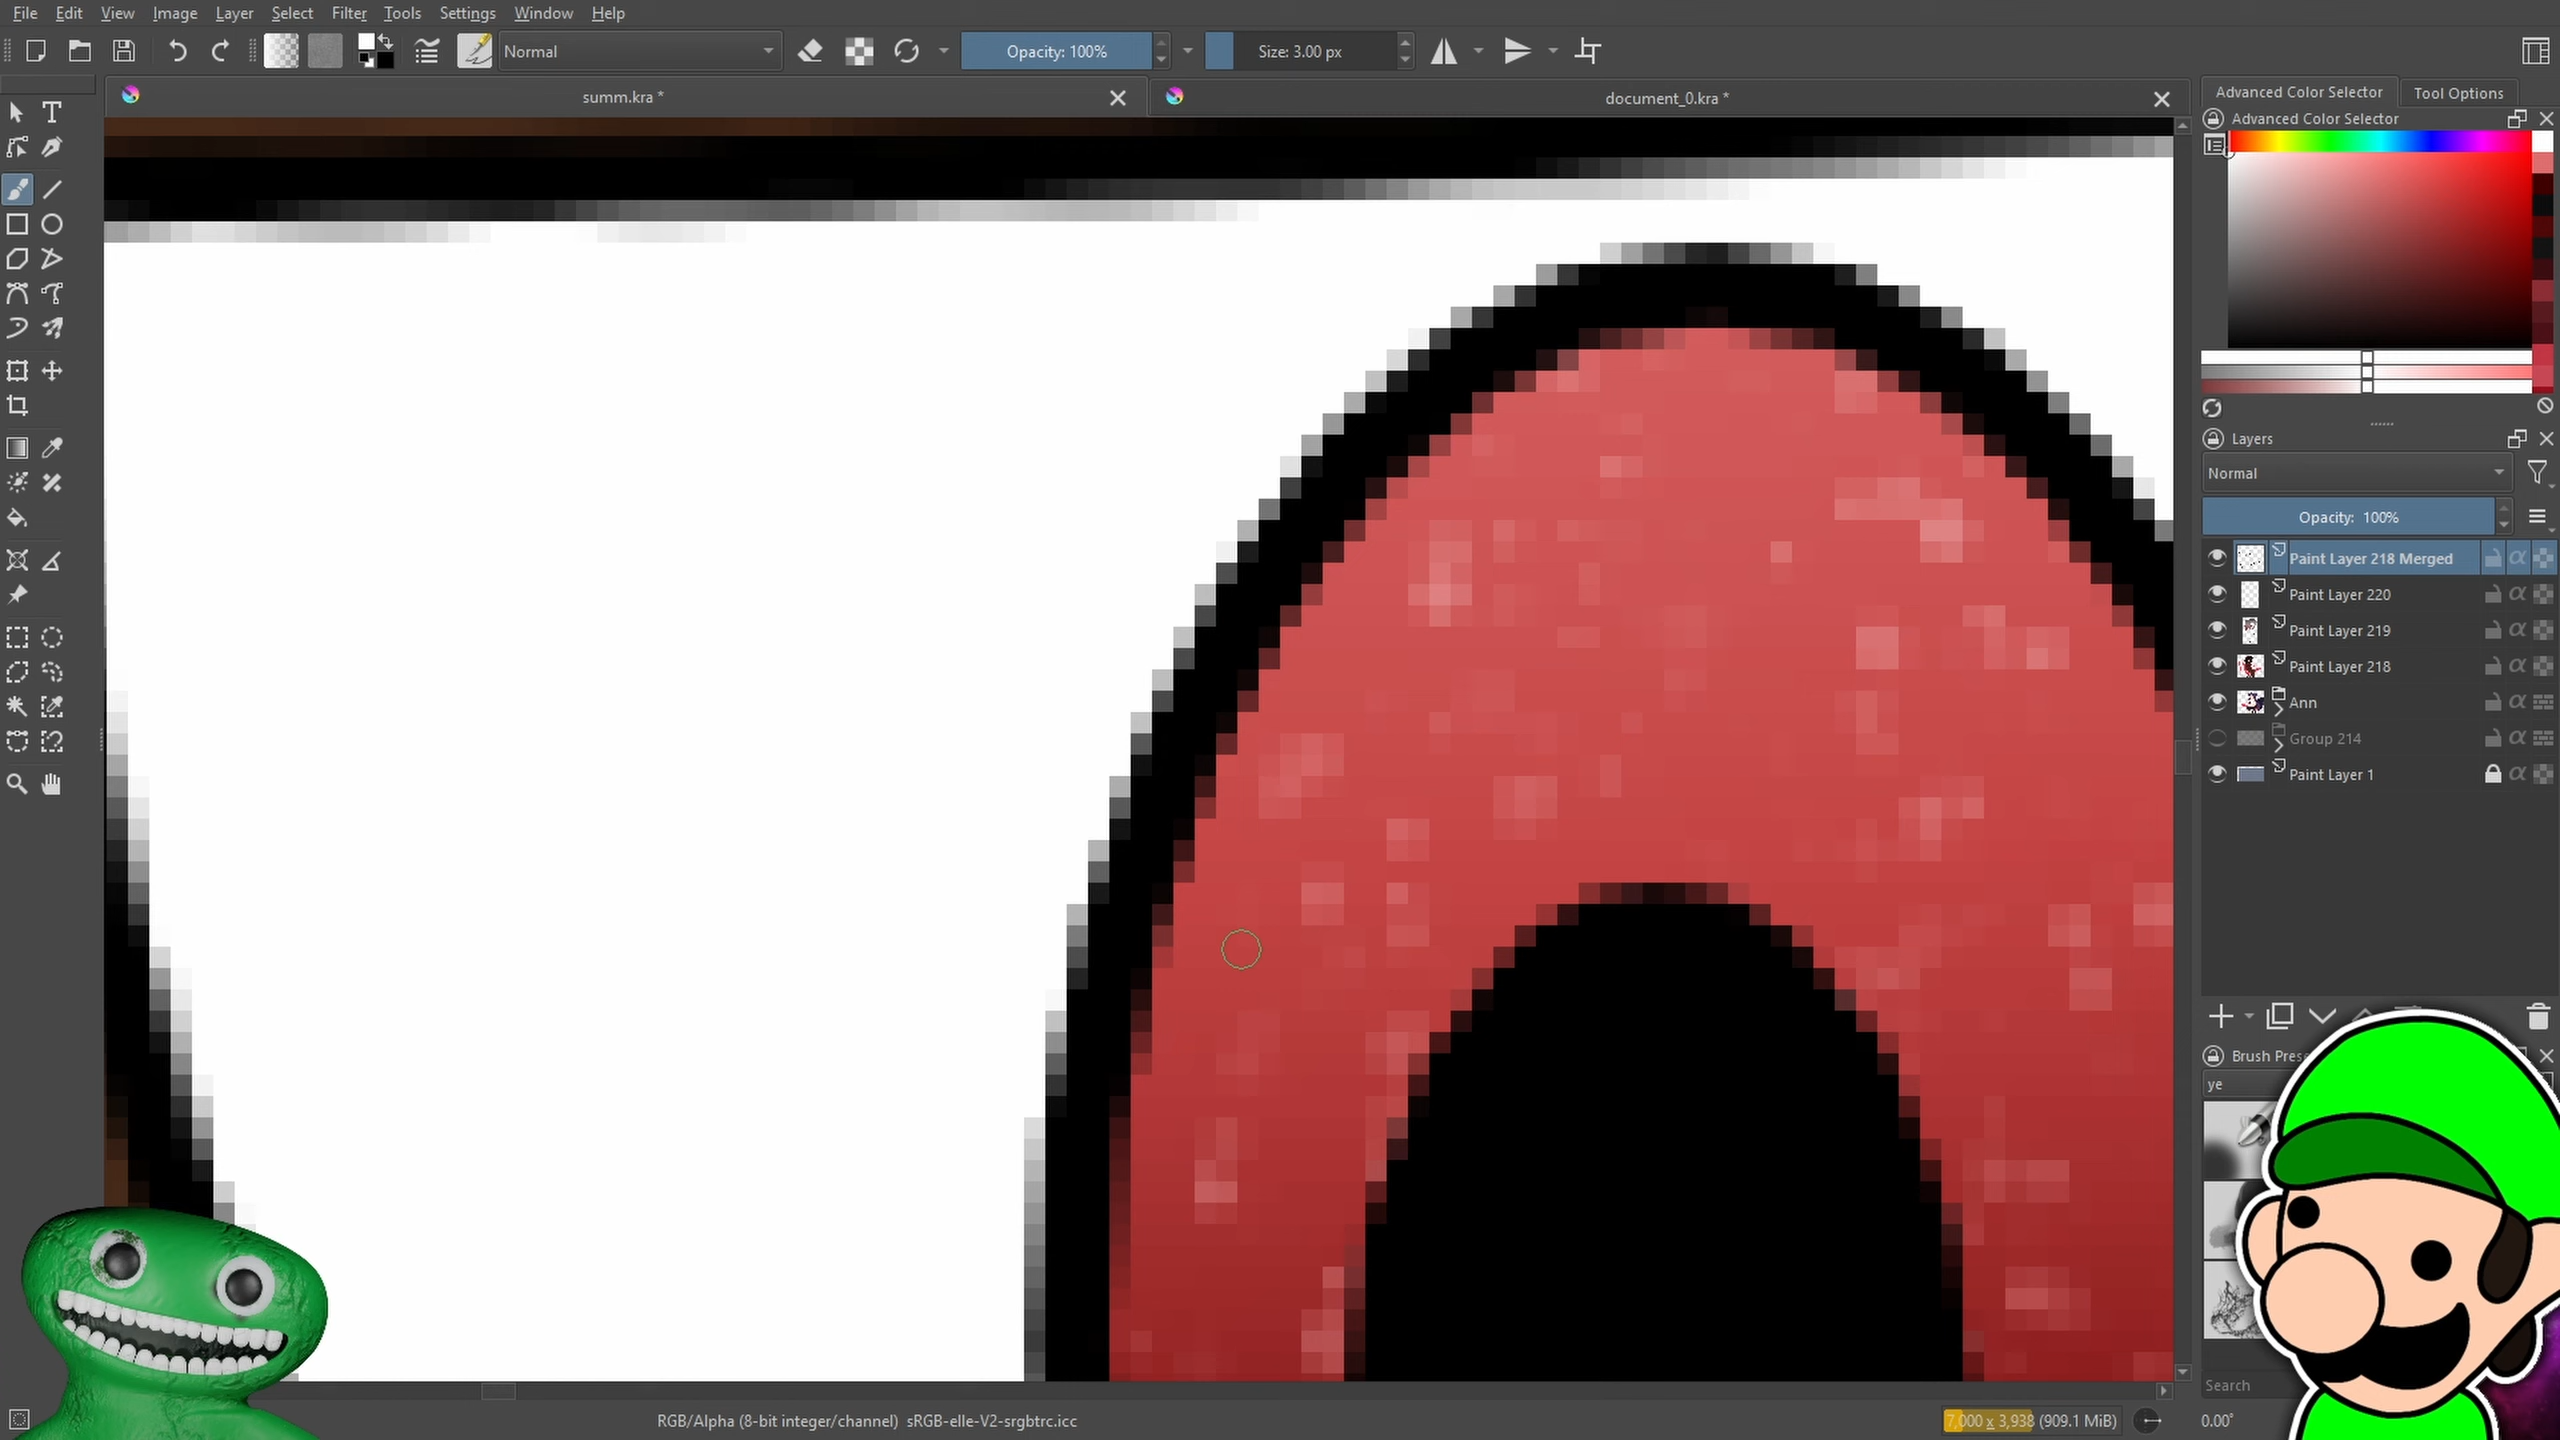 File Edit View Image Layer Select Filter Tools Settings Window Help
Normal
Opacity: 100%
Size: 3.00 px
summ.kra *
document_0.kra *
Advanced Color Selector
Tool Options
Advanced Color Selector
Layers
Normal
Opacity: 100%
Paint Layer 218 Merged
Paint Layer 220
Paint Layer 219
Paint Layer 218
Ann
Group 214
Paint Layer 1
Brush Prese
ye
Search
RGB/Alpha (8-bit integer/channel) sRGB-elle-V2-srgbtrc.icc
7,000 x 3,938 (909.1 MiB)
0.00°